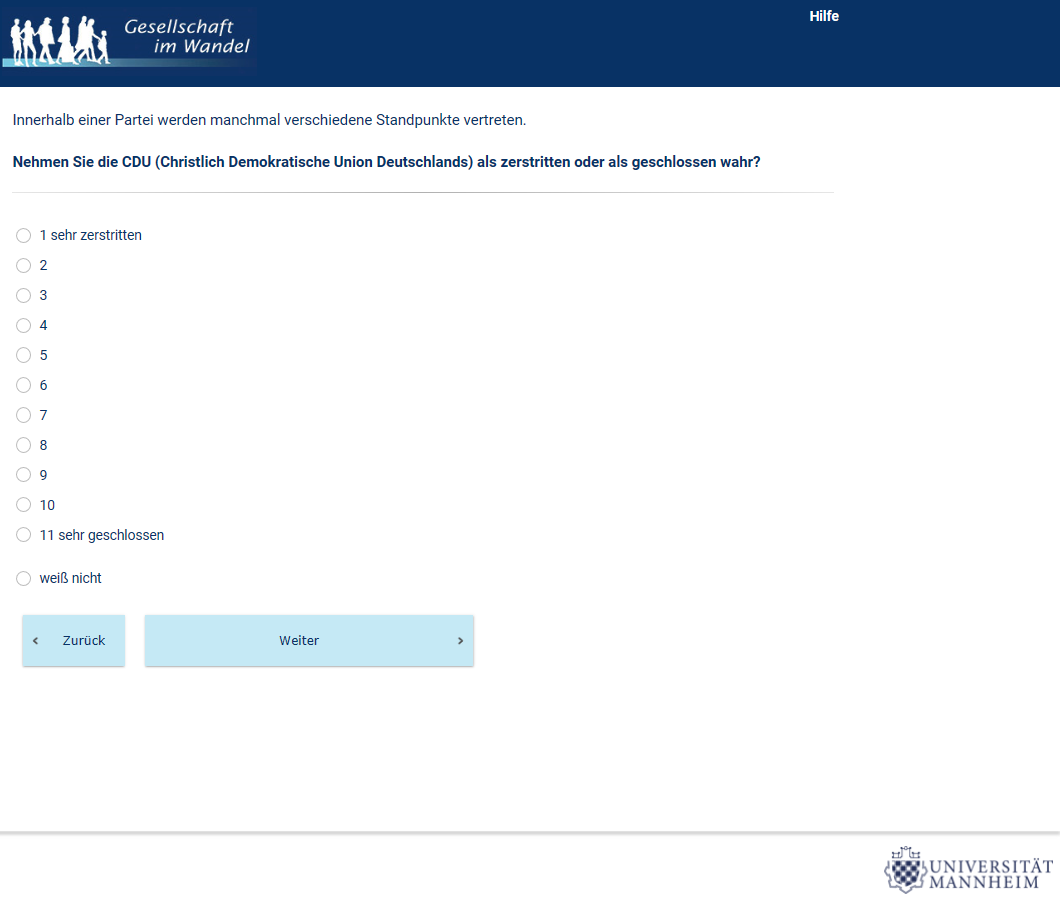 Gesellschaft
im Wandel
Hilfe
Innerhalb einer Partei werden manchmal verschiedene Standpunkte vertreten.
Nehmen Sie die CDU (Christlich Demokratische Union Deutschlands) als zerstritten oder als geschlossen wahr?
1 sehr zerstritten
2
3
4
5
6
7
8
9
10
11 sehr geschlossen
weiß nicht
‹ Zurück
Weiter ›
UNIVERSITÄT
MANNHEIM